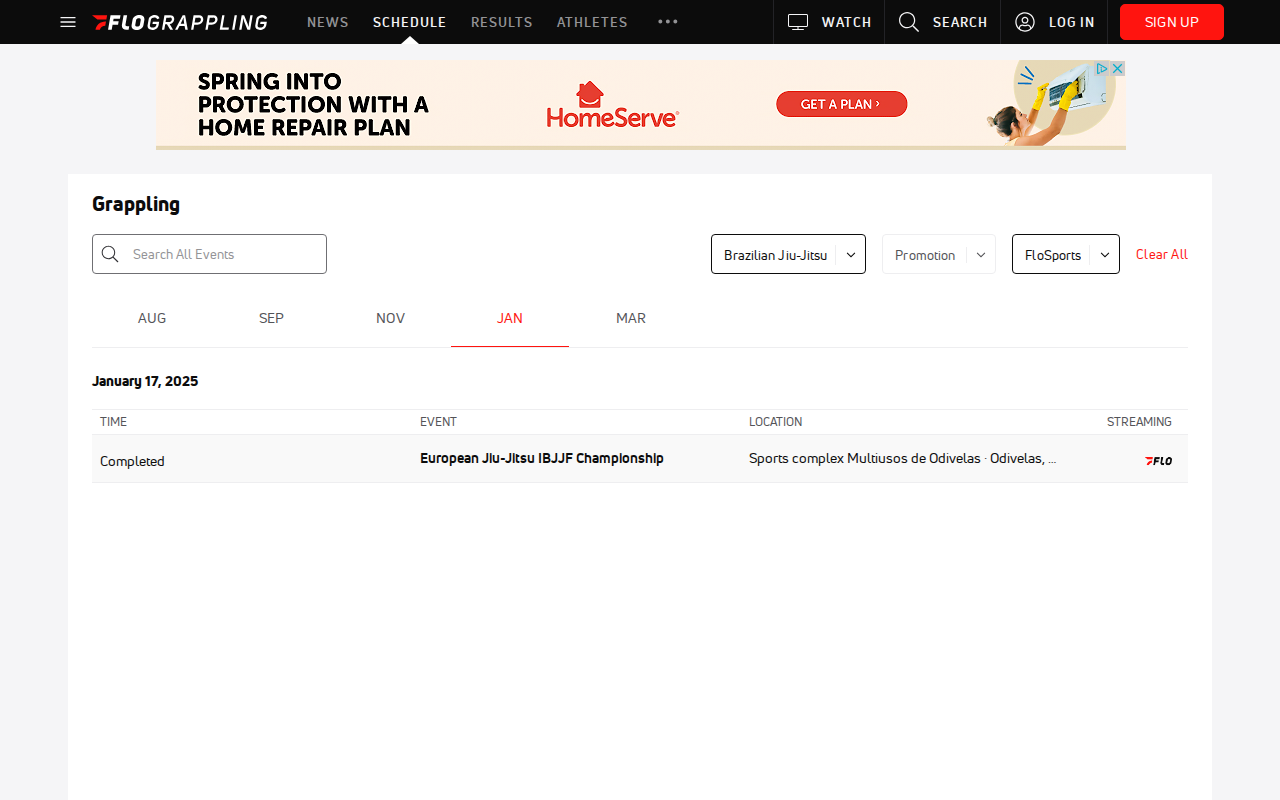 FLOGRAPPLING NEWS SCHEDULE RESULTS ATHLETES WATCH SEARCH LOG IN SIGN UP
SPRING INTO
PROTECTION WITH A
HOME REPAIR PLAN
HomeServe
GET A PLAN ›
Grappling
Search All Events
Brazilian Jiu-Jitsu
Promotion
FloSports
Clear All
AUG SEP NOV JAN MAR
January 17, 2025
TIME EVENT LOCATION STREAMING
Completed European Jiu-Jitsu IBJJF Championship Sports complex Multiusos de Odivelas · Odivelas, ... FLO